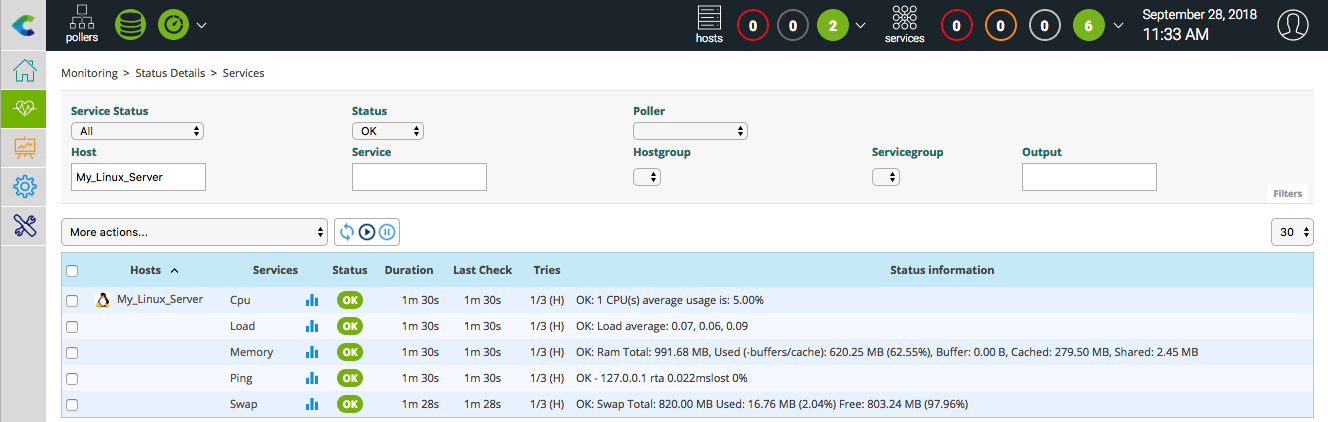 pollers
hosts 0 0 2
services 0 0 0 6
September 28, 2018
11:33 AM
Monitoring > Status Details > Services
Service Status Status Poller
All OK
Host Service Hostgroup Servicegroup Output
My_Linux_Server
Filters
More actions... 30
Hosts Services Status Duration Last Check Tries Status information
My_Linux_Server Cpu OK 1m 30s 1m 30s 1/3 (H) OK: 1 CPU(s) average usage is: 5.00%
Load OK 1m 30s 1m 30s 1/3 (H) OK: Load average: 0.07, 0.06, 0.09
Memory OK 1m 30s 1m 30s 1/3 (H) OK: Ram Total: 991.68 MB, Used (-buffers/cache): 620.25 MB (62.55%), Buffer: 0.00 B, Cached: 279.50 MB, Shared: 2.45 MB
Ping OK 1m 30s 1m 30s 1/3 (H) OK - 127.0.0.1 rta 0.022mslost 0%
Swap OK 1m 28s 1m 28s 1/3 (H) OK: Swap Total: 820.00 MB Used: 16.76 MB (2.04%) Free: 803.24 MB (97.96%)